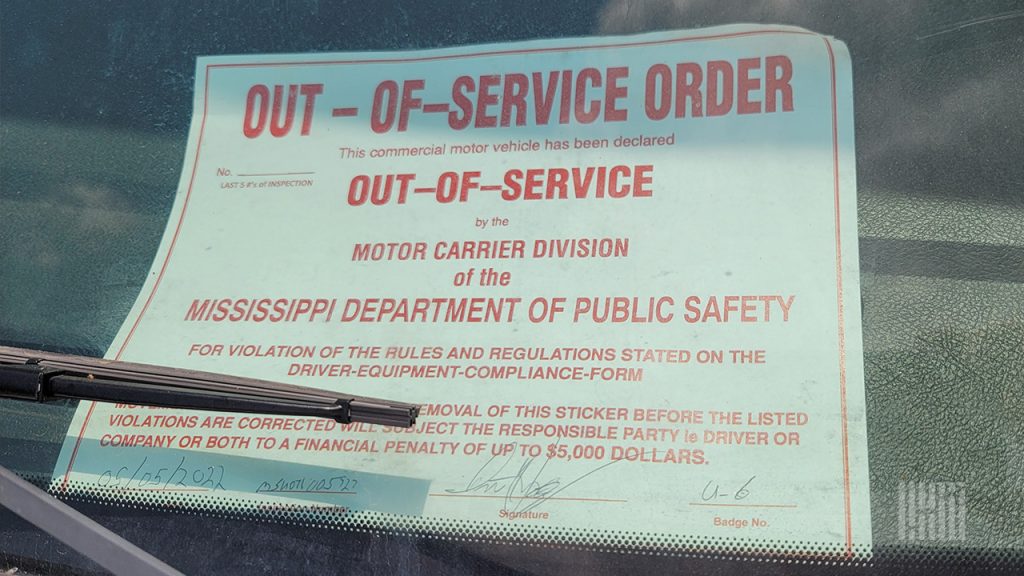 OUT – OF–SERVICE ORDER
This commercial motor vehicle has been declared
No.
LAST 5 #'s of INSPECTION
OUT–OF–SERVICE
by the
MOTOR CARRIER DIVISION
of the
MISSISSIPPI DEPARTMENT OF PUBLIC SAFETY
FOR VIOLATION OF THE RULES AND REGULATIONS STATED ON THE
DRIVER-EQUIPMENT-COMPLIANCE-FORM
OF THIS STICKER BEFORE THE LISTED
VIOLATIONS ARE CORRECTED WILL SUBJECT THE RESPONSIBLE PARTY ie DRIVER OR
COMPANY OR BOTH TO A FINANCIAL PENALTY OF UP TO $5,000 DOLLARS.
05/05/2022 U-6
Signature Badge No.